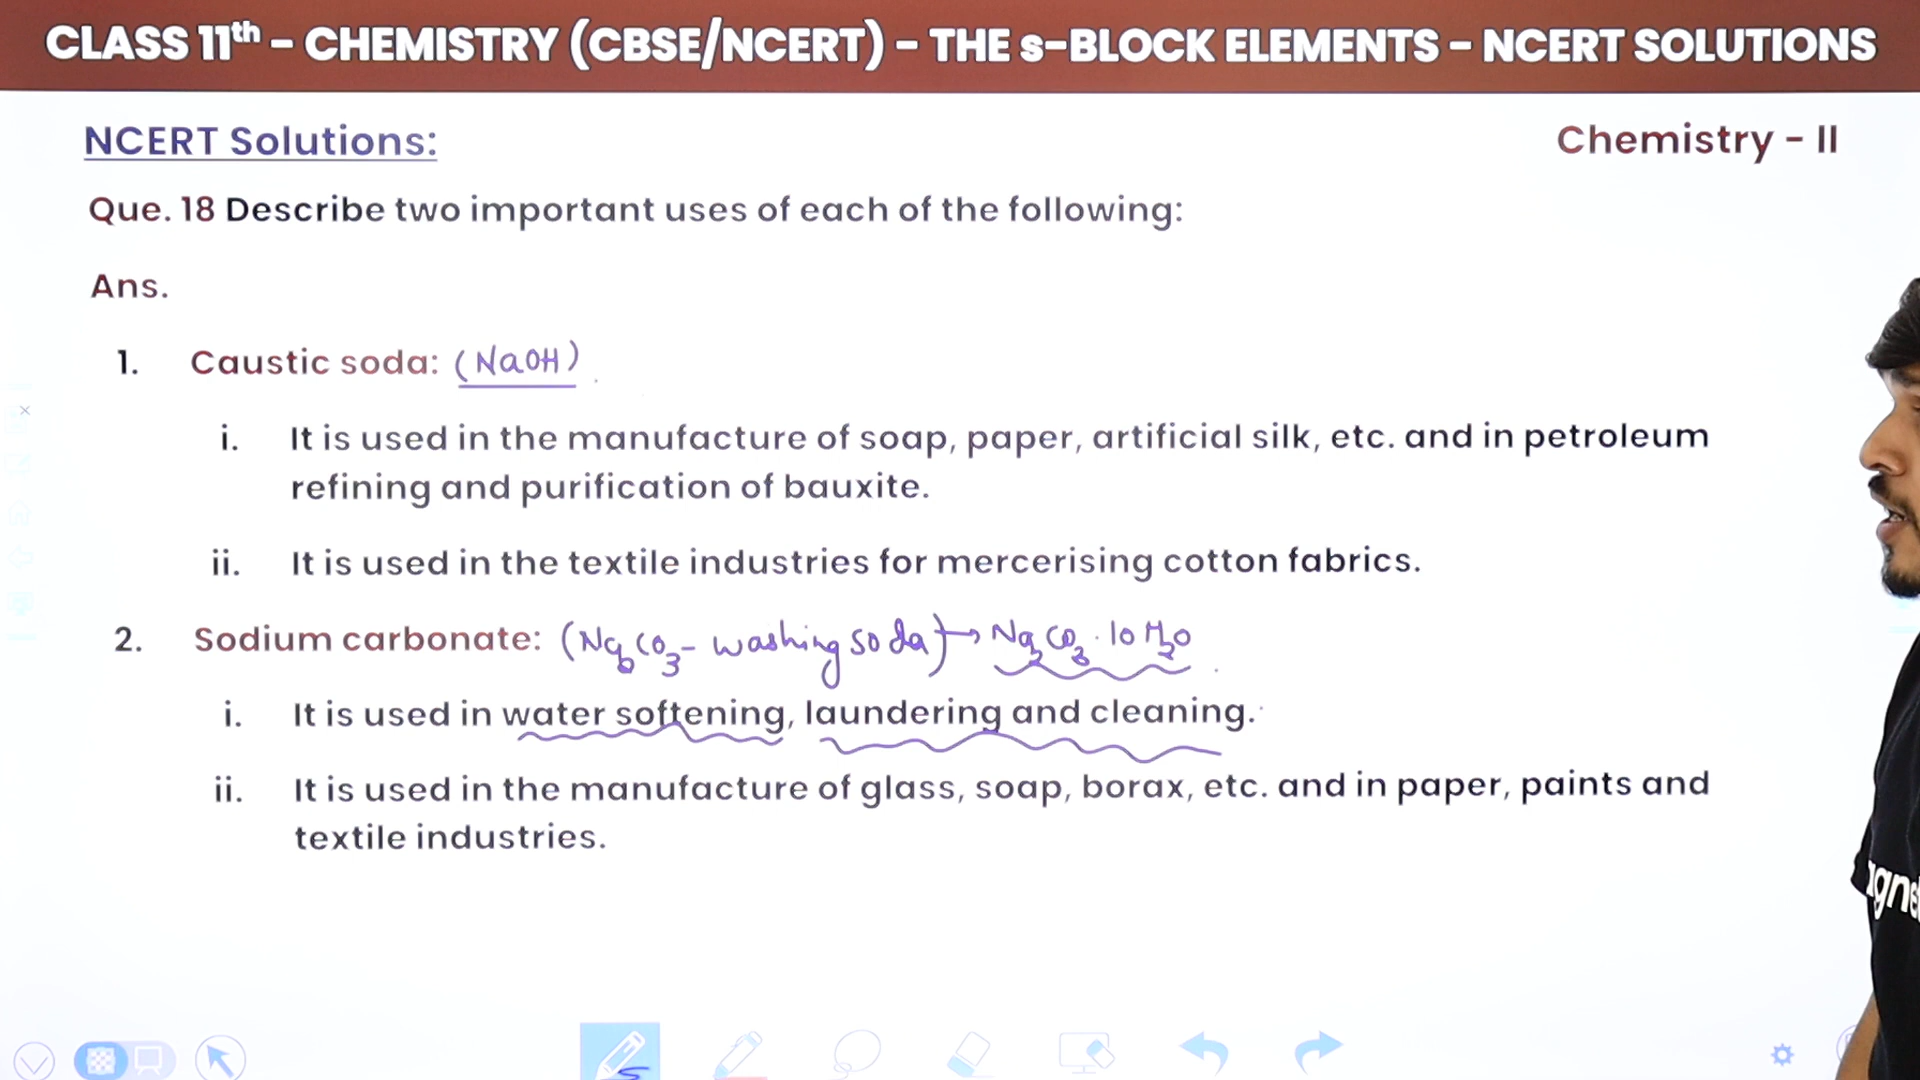 CLASS 11th – CHEMISTRY (CBSE/NCERT) – THE s–BLOCK ELEMENTS – NCERT SOLUTIONS
NCERT Solutions:
Chemistry - II
Que. 18 Describe two important uses of each of the following:
Ans.
1. Caustic soda: (NaOH)
i. It is used in the manufacture of soap, paper, artificial silk, etc. and in petroleum
refining and purification of bauxite.
ii. It is used in the textile industries for mercerising cotton fabrics.
2. Sodium carbonate: (Na2CO3 - washing soda) → Na2CO3 · 10H2O
i. It is used in water softening, laundering and cleaning.
ii. It is used in the manufacture of glass, soap, borax, etc. and in paper, paints and
textile industries.